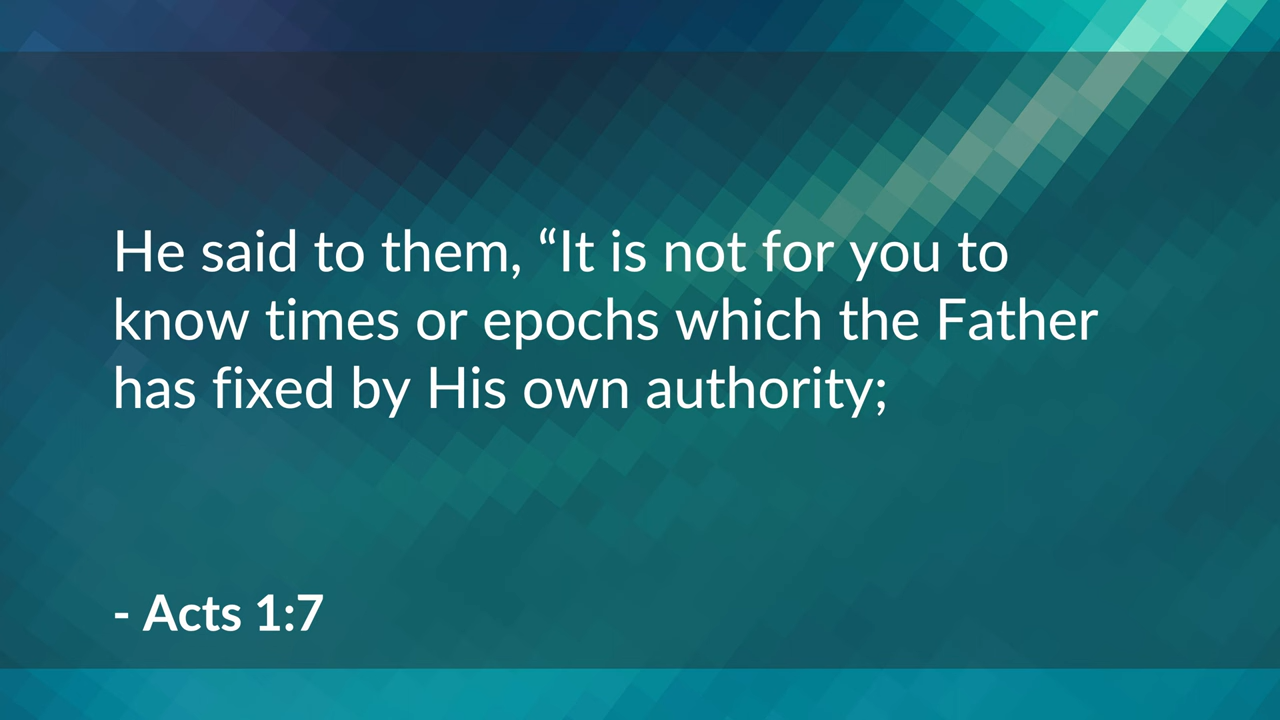 He said to them, “It is not for you to
know times or epochs which the Father
has fixed by His own authority;
- Acts 1:7